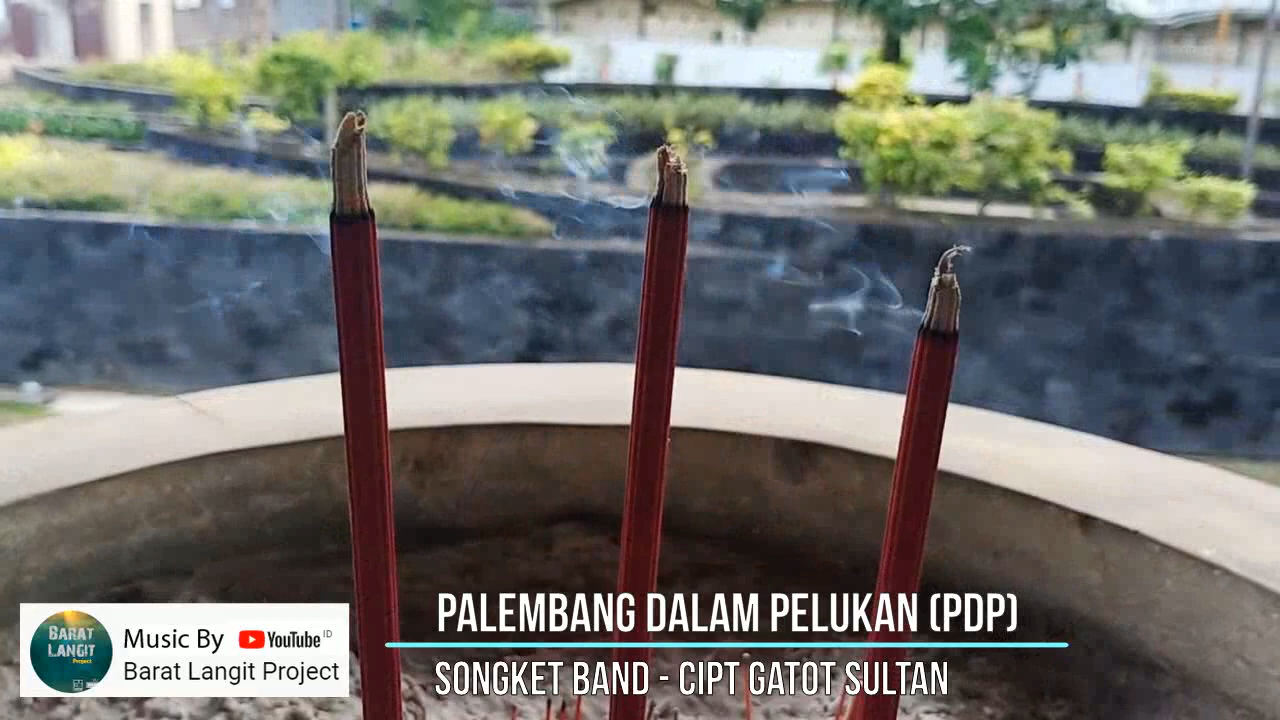 PALEMBANG DALAM PELUKAN (PDP)
SONGKET BAND - CIPT GATOT SULTAN
BARAT
LANGIT
Project
Music By YouTube ID
Barat Langit Project